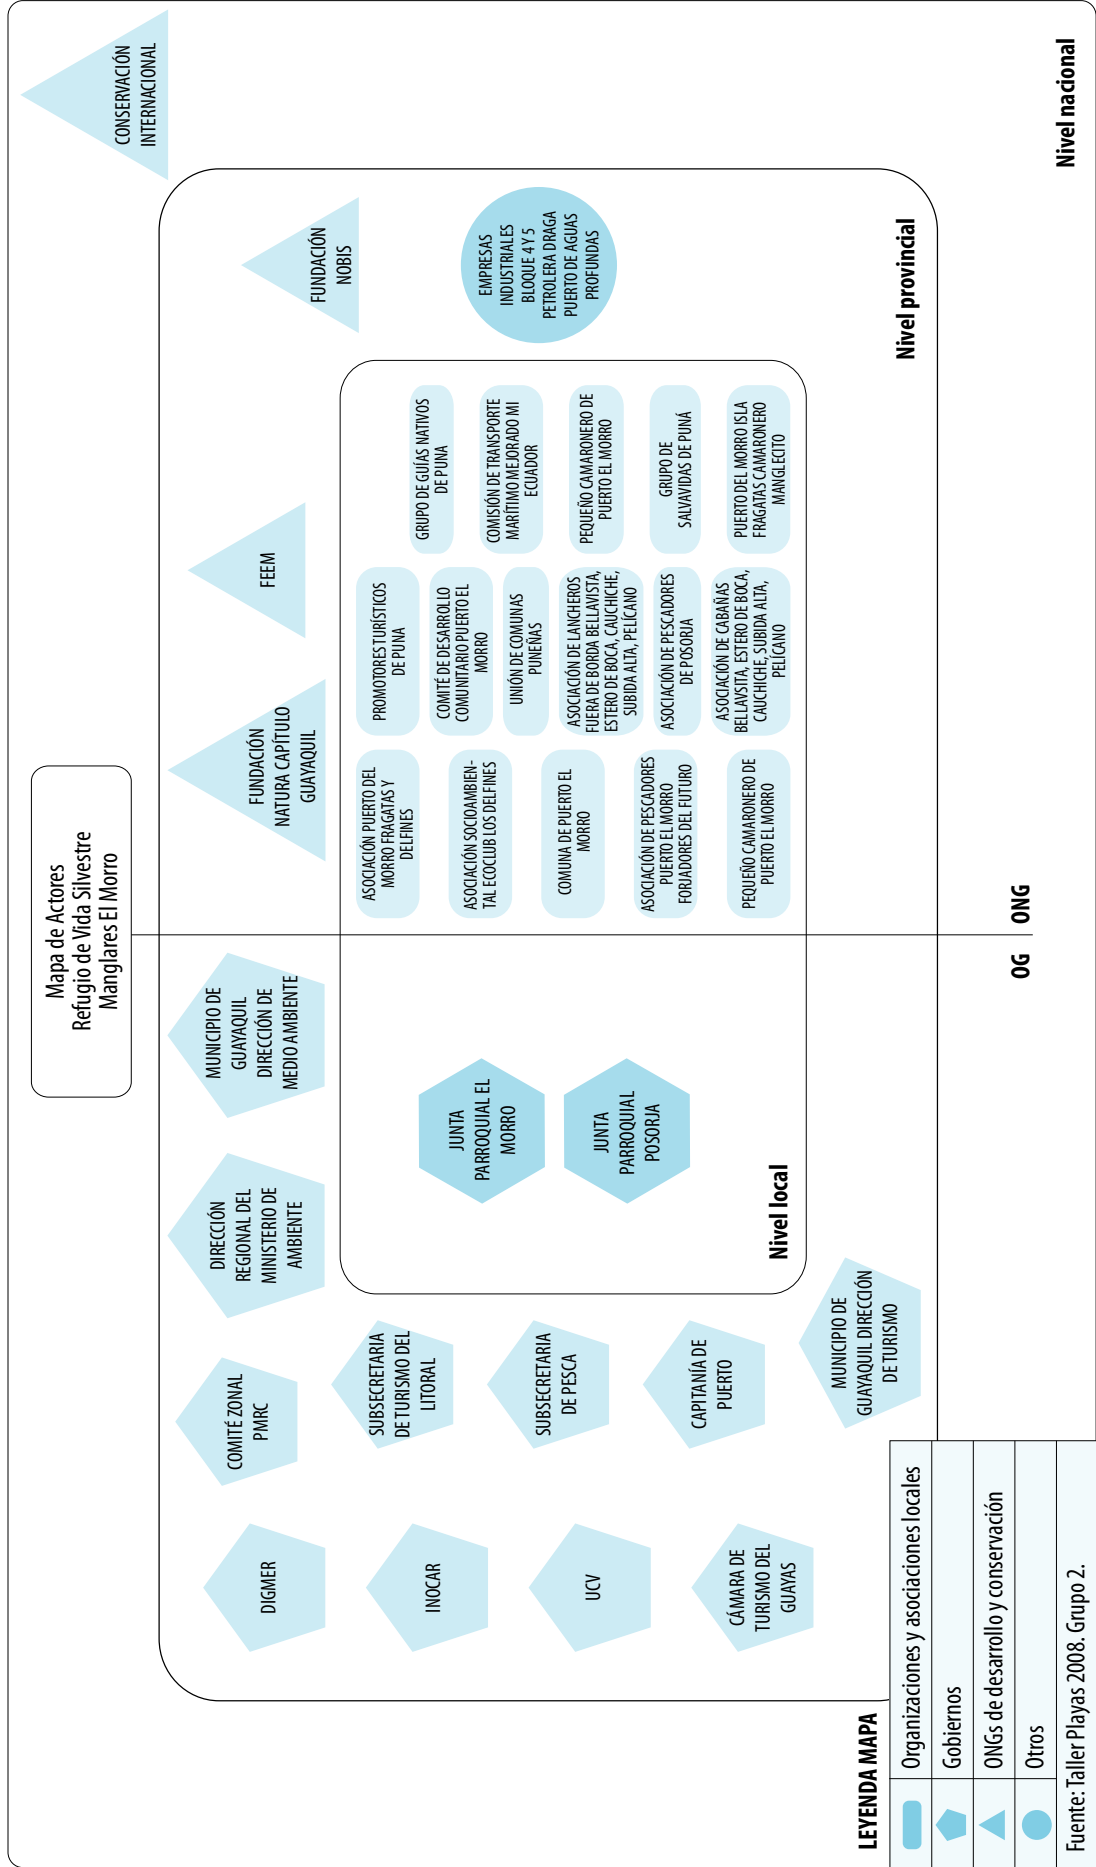 Mapa de Actores
Refugio de Vida Silvestre
Manglares El Morro
CONSERVACIÓN
INTERNACIONAL
DIGMER
INOCAR
UCV
CÁMARA DE
TURISMO DEL
GUAYAS
COMITÉ ZONAL
PMRC
SUBSECRETARIA
DE TURISMO DEL
LITORAL
SUBSECRETARIA
DE PESCA
CAPITANÍA DE
PUERTO
MUNICIPIO DE
GUAYAQUIL DIRECCIÓN
DE TURISMO
DIRECCIÓN
REGIONAL DEL
MINISTERIO DE
AMBIENTE
MUNICIPIO DE
GUAYAQUIL
DIRECCIÓN DE
MEDIO AMBIENTE
FUNDACIÓN
NATURA CAPÍTULO
GUAYAQUIL
FEEM
FUNDACIÓN
NOBIS
EMPRESAS
INDUSTRIALES
BLOQUE 4 Y 5
PETROLERA DRAGA
PUERTO DE AGUAS
PROFUNDAS
JUNTA
PARROQUIAL EL
MORRO
JUNTA
PARROQUIAL
POSORJA
Nivel local
ASOCIACIÓN PUERTO DEL
MORRO FRAGATAS Y
DELFINES
ASOCIACIÓN SOCIOAMBIEN-
TAL ECOCLUB LOS DELFINES
COMUNA DE PUERTO EL
MORRO
ASOCIACIÓN DE PESCADORES
PUERTO EL MORRO
FORJADORES DEL FUTURO
PEQUEÑO CAMARONERO DE
PUERTO EL MORRO
PROMOTORES TURÍSTICOS
DE PUNA
COMITÉ DE DESARROLLO
COMUNITARIO PUERTO EL
MORRO
UNIÓN DE COMUNAS
PUNEÑAS
ASOCIACIÓN DE LANCHEROS
FUERA DE BORDA BELLAVISTA,
ESTERO DE BOCA, CAUCHICHE,
SUBIDA ALTA, PELÍCANO
ASOCIACIÓN DE PESCADORES
DE POSORJA
ASOCIACIÓN DE CABAÑAS
BELLAVSITA, ESTERO DE BOCA,
CAUCHICHE, SUBIDA ALTA,
PELÍCANO
GRUPO DE GUÍAS NATIVOS
DE PUNA
COMISIÓN DE TRANSPORTE
MARÍTIMO MEJORADO MI
ECUADOR
PEQUEÑO CAMARONERO DE
PUERTO EL MORRO
GRUPO DE
SALVAVIDAS DE PUNÁ
PUERTO DEL MORRO ISLA
FRAGATAS CAMARONERO
MANGLECITO
Nivel provincial
OG ONG
Nivel nacional
LEYENDA MAPA
Organizaciones y asociaciones locales
Gobiernos
ONGs de desarrollo y conservación
Otros
Fuente: Taller Playas 2008. Grupo 2.